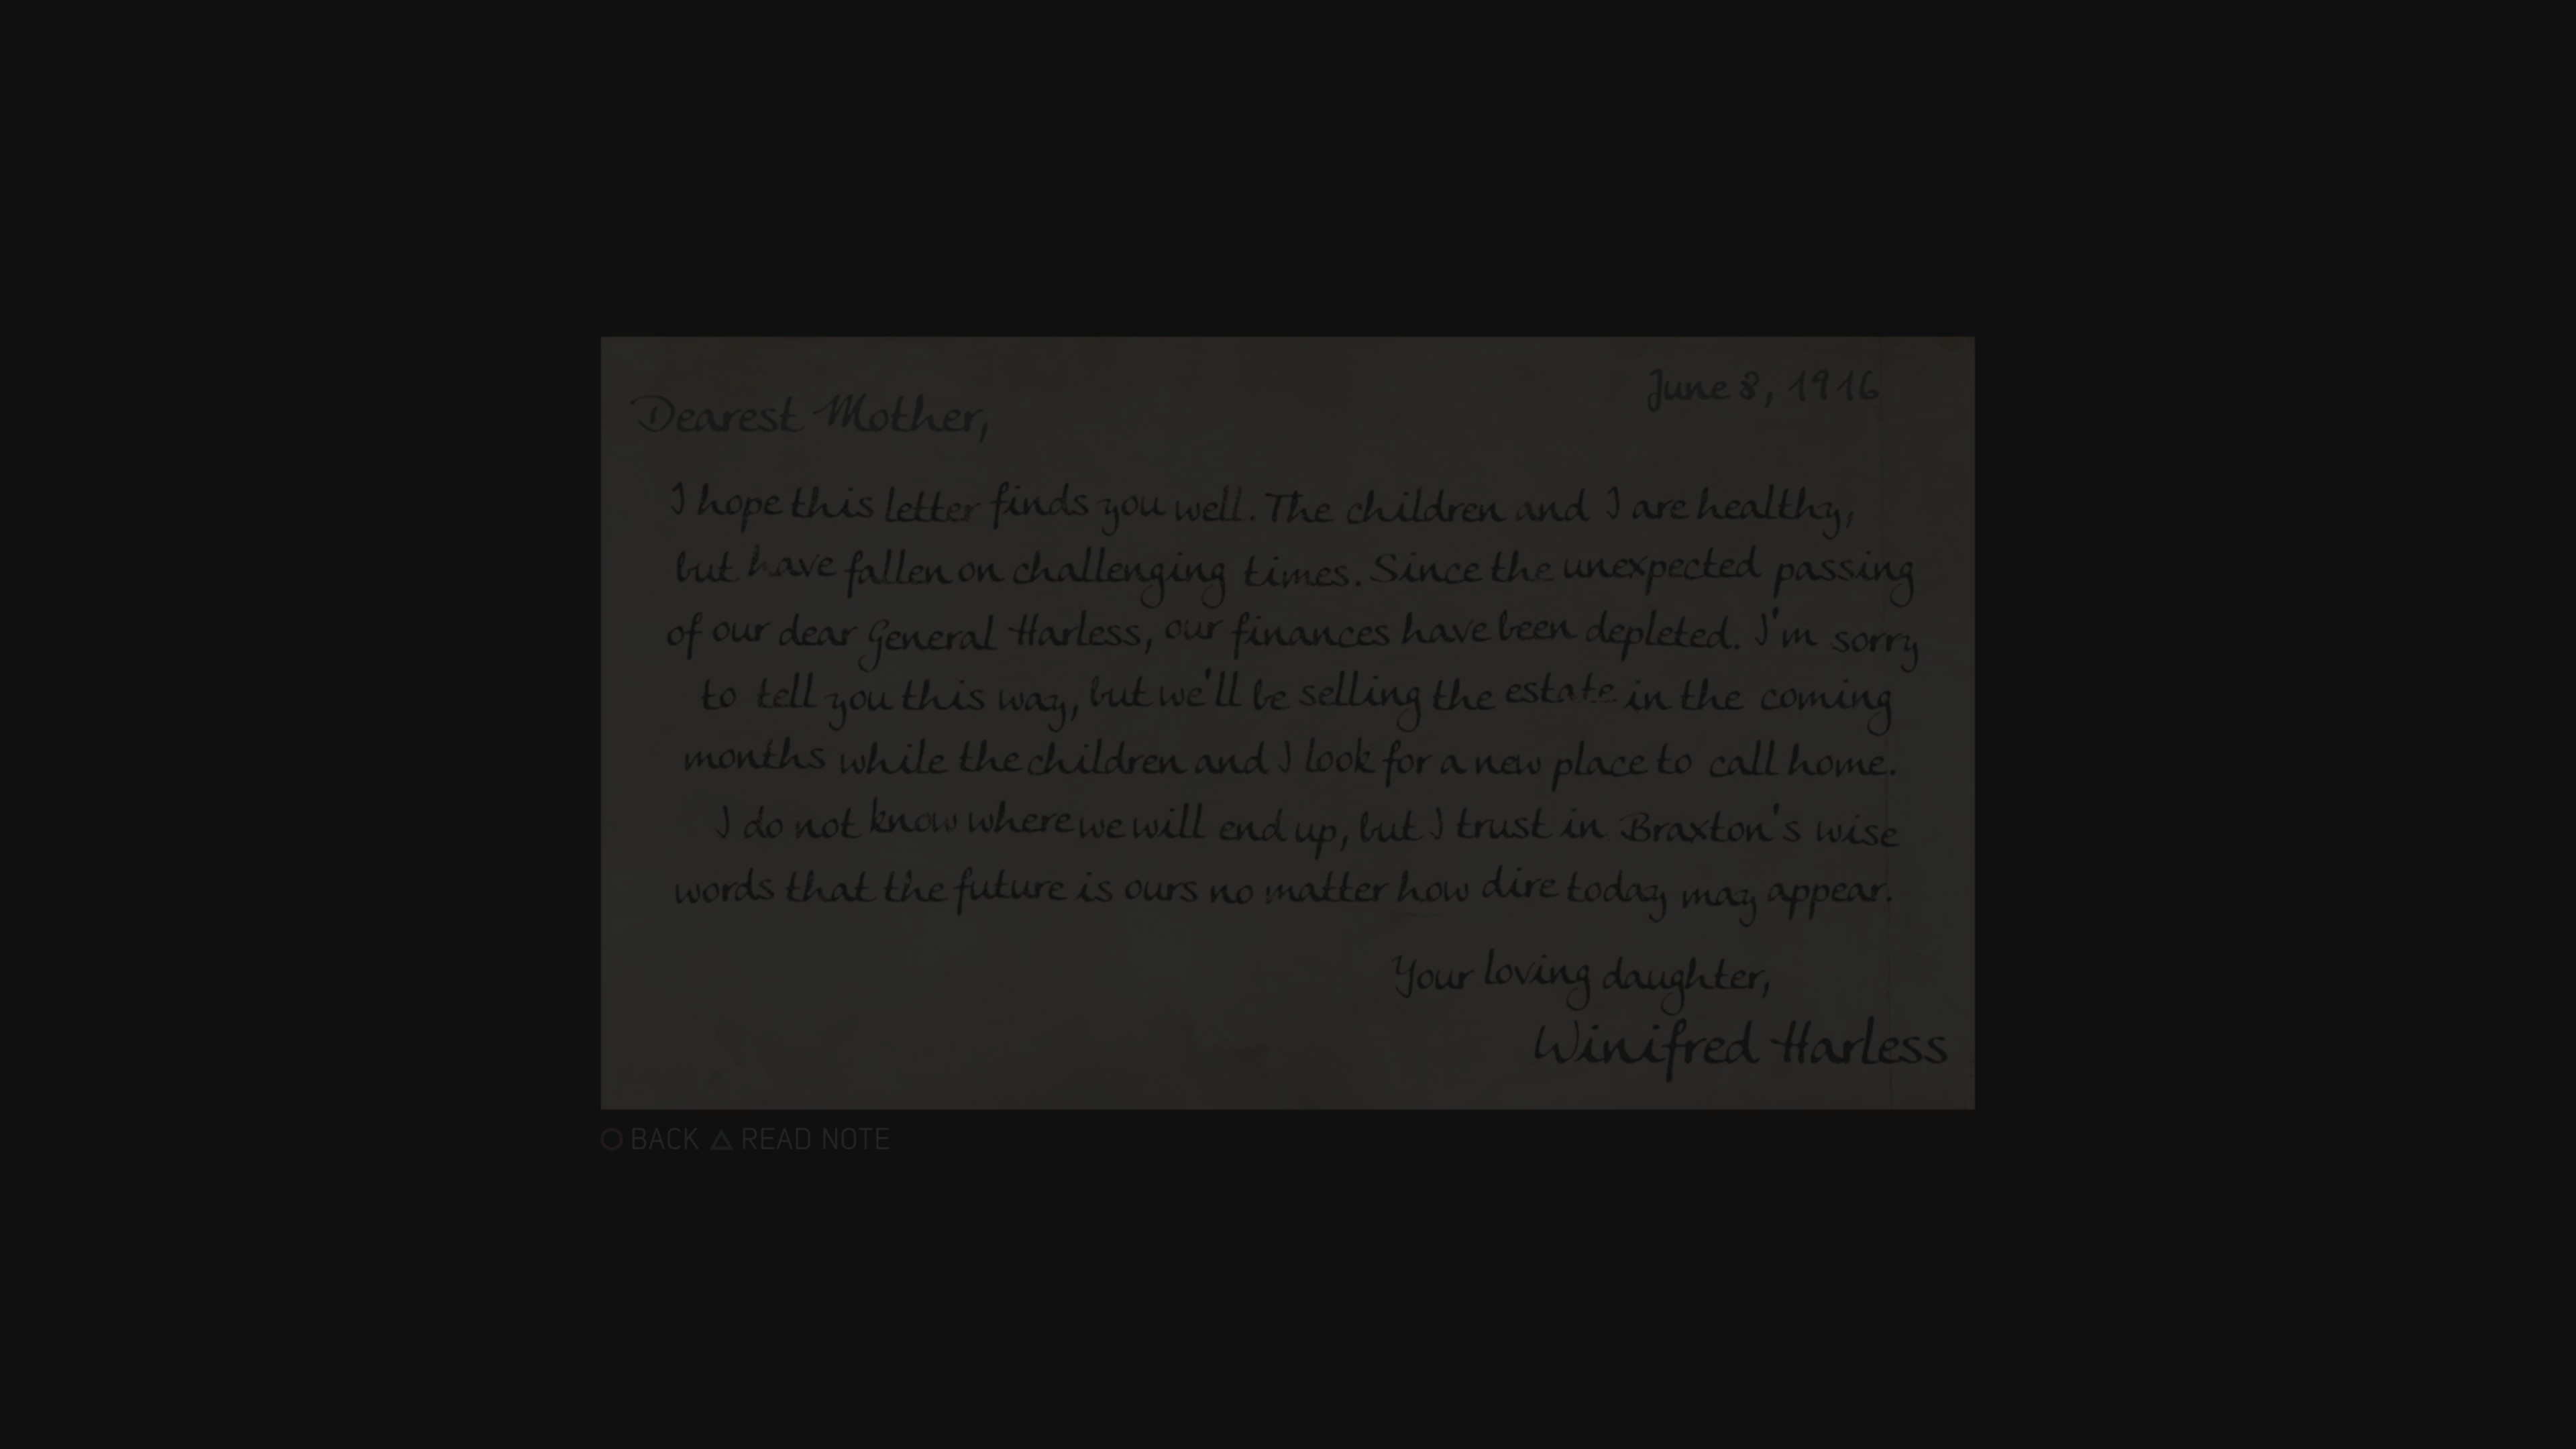 June 8, 1916
Dearest Mother,
I hope this letter finds you well. The children and I are healthy,
but have fallen on challenging times. Since the unexpected passing
of our dear General Harless, our finances have been depleted. I'm sorry
to tell you this way, but we'll be selling the estate in the coming
months while the children and I look for a new place to call home.
I do not know where we will end up, but I trust in Braxton's wise
words that the future is ours no matter how dire today may appear.
Your loving daughter,
Winifred Harless
BACK READ NOTE